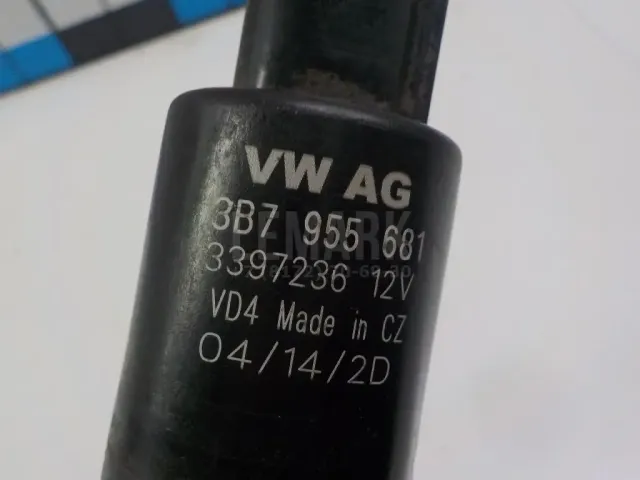 VW AG
3B7 955 681
3397236 12V
VD4 Made in CZ
04/14/2D